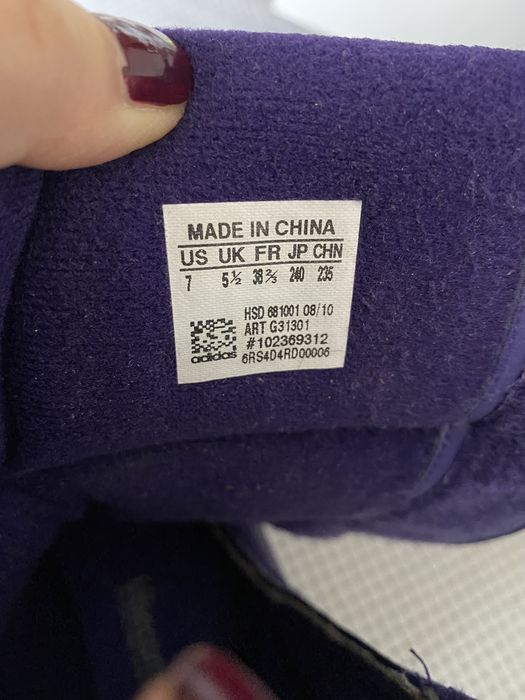 MADE IN CHINA
US UK FR JP CHN
7 5½ 38⅔ 240 235
HSD 681001 08/10
ART G31301
#102369312
adidas 6RS4D4RD00006